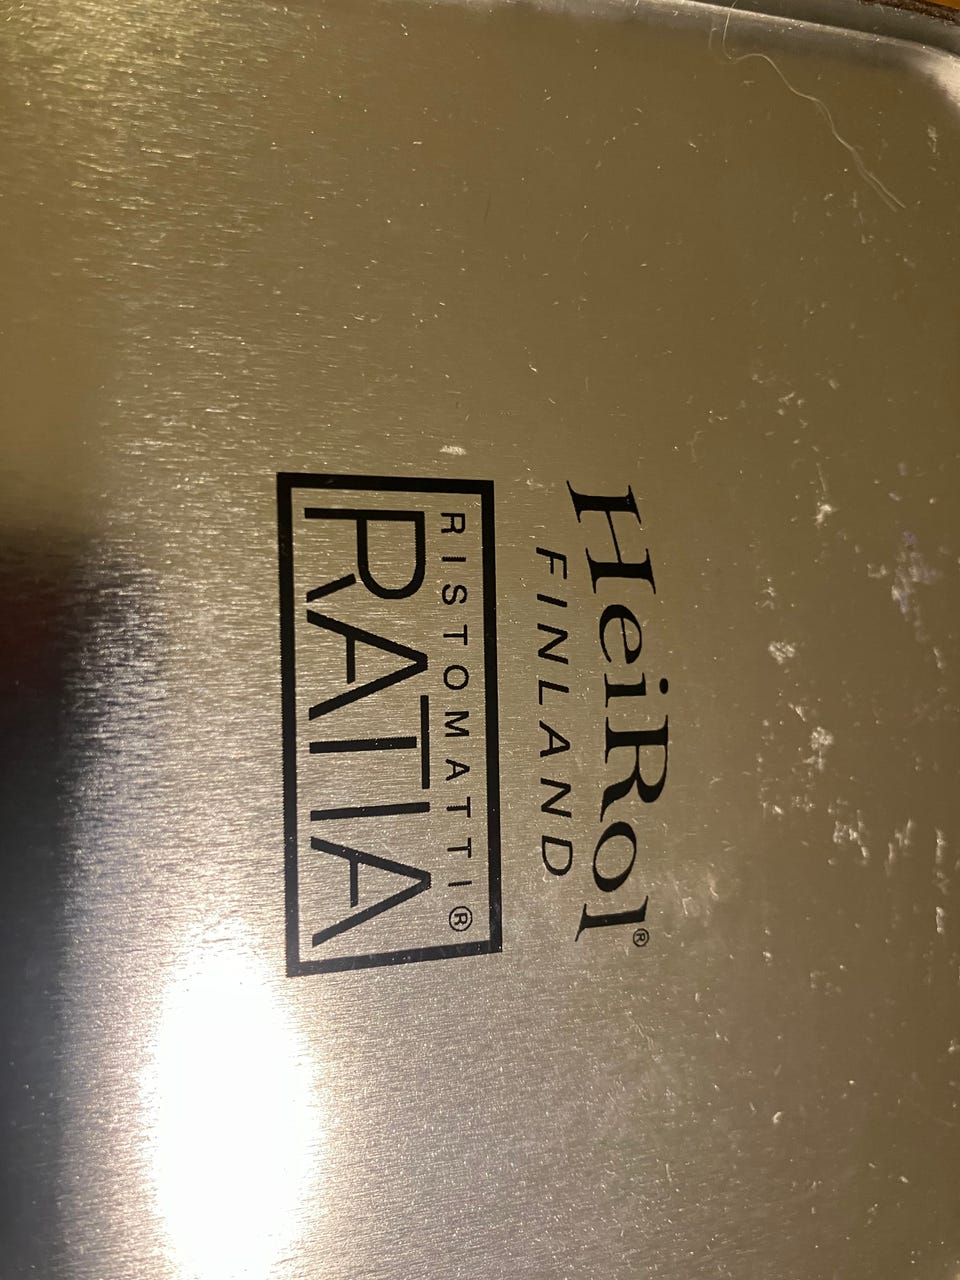 HeiRol®
FINLAND
RISTOMATTI®
RATIA